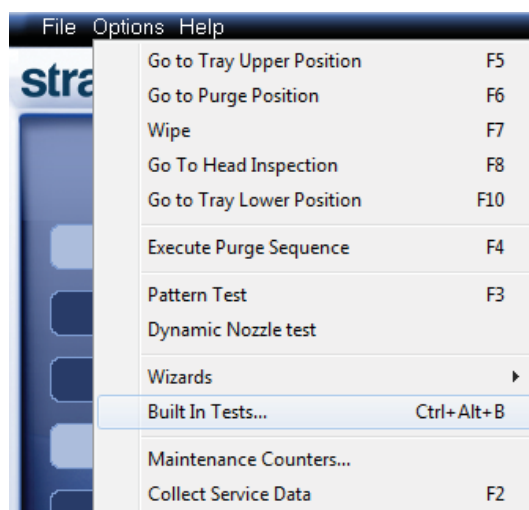 File Options Help
stra
Go to Tray Upper Position F5
Go to Purge Position F6
Wipe F7
Go To Head Inspection F8
Go to Tray Lower Position F10
Execute Purge Sequence F4
Pattern Test F3
Dynamic Nozzle test
Wizards
Built In Tests... Ctrl+Alt+B
Maintenance Counters...
Collect Service Data F2